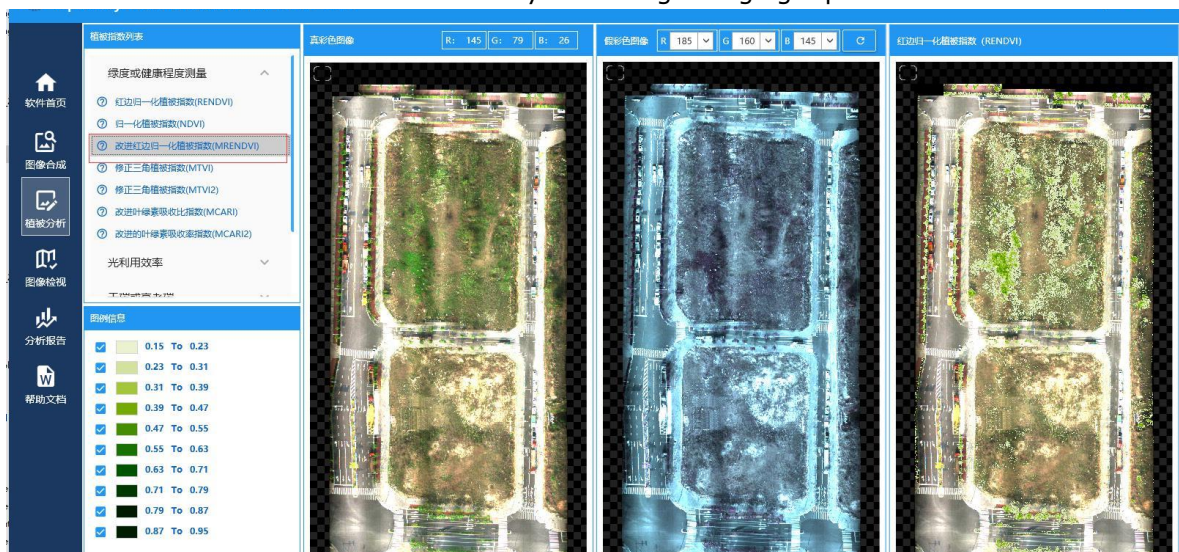 植被指数列表
绿度或健康程度测量
红边归一化植被指数(RENDVI)
归一化植被指数(NDVI)
改进红边归一化植被指数(MRENDVI)
修正三角植被指数(MTVI)
修正三角植被指数(MTVI2)
改进叶绿素吸收比指数(MCARI)
改进的叶绿素吸收率指数(MCARI2)
光利用效率
软件首页
图像合成
植被分析
图像检视
分析报告
帮助文档
图例信息
0.15 To 0.23
0.23 To 0.31
0.31 To 0.39
0.39 To 0.47
0.47 To 0.55
0.55 To 0.63
0.63 To 0.71
0.71 To 0.79
0.79 To 0.87
0.87 To 0.95
真彩色图像 R: 145 G: 79 B: 26
假彩色图像 R 185 G 160 B 145
红边归一化植被指数 (RENDVI)